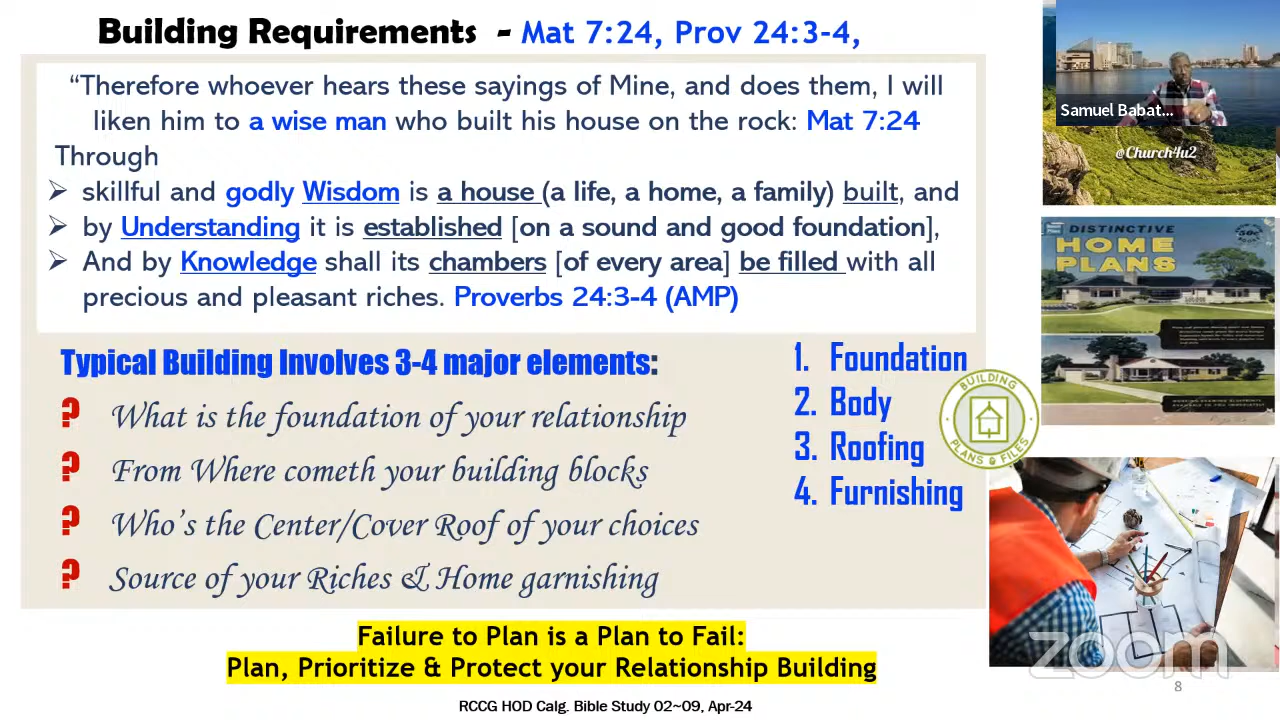 Building Requirements - Mat 7:24, Prov 24:3-4,
“Therefore whoever hears these sayings of Mine, and does them, I will
liken him to a wise man who built his house on the rock: Mat 7:24
Through
➢ skillful and godly Wisdom is a house (a life, a home, a family) built, and
➢ by Understanding it is established [on a sound and good foundation],
➢ And by Knowledge shall its chambers [of every area] be filled with all
precious and pleasant riches. Proverbs 24:3-4 (AMP)
Typical Building Involves 3-4 major elements:
? What is the foundation of your relationship
? From Where cometh your building blocks
? Who’s the Center/Cover Roof of your choices
? Source of your Riches & Home garnishing
1. Foundation
2. Body
3. Roofing
4. Furnishing
BUILDING
PLANS & FILES
Failure to Plan is a Plan to Fail:
Plan, Prioritize & Protect your Relationship Building
RCCG HOD Calg. Bible Study 02~09, Apr-24
Samuel Babat...
@Church4u2
DISTINCTIVE
HOME
PLANS
50c
zoom
8